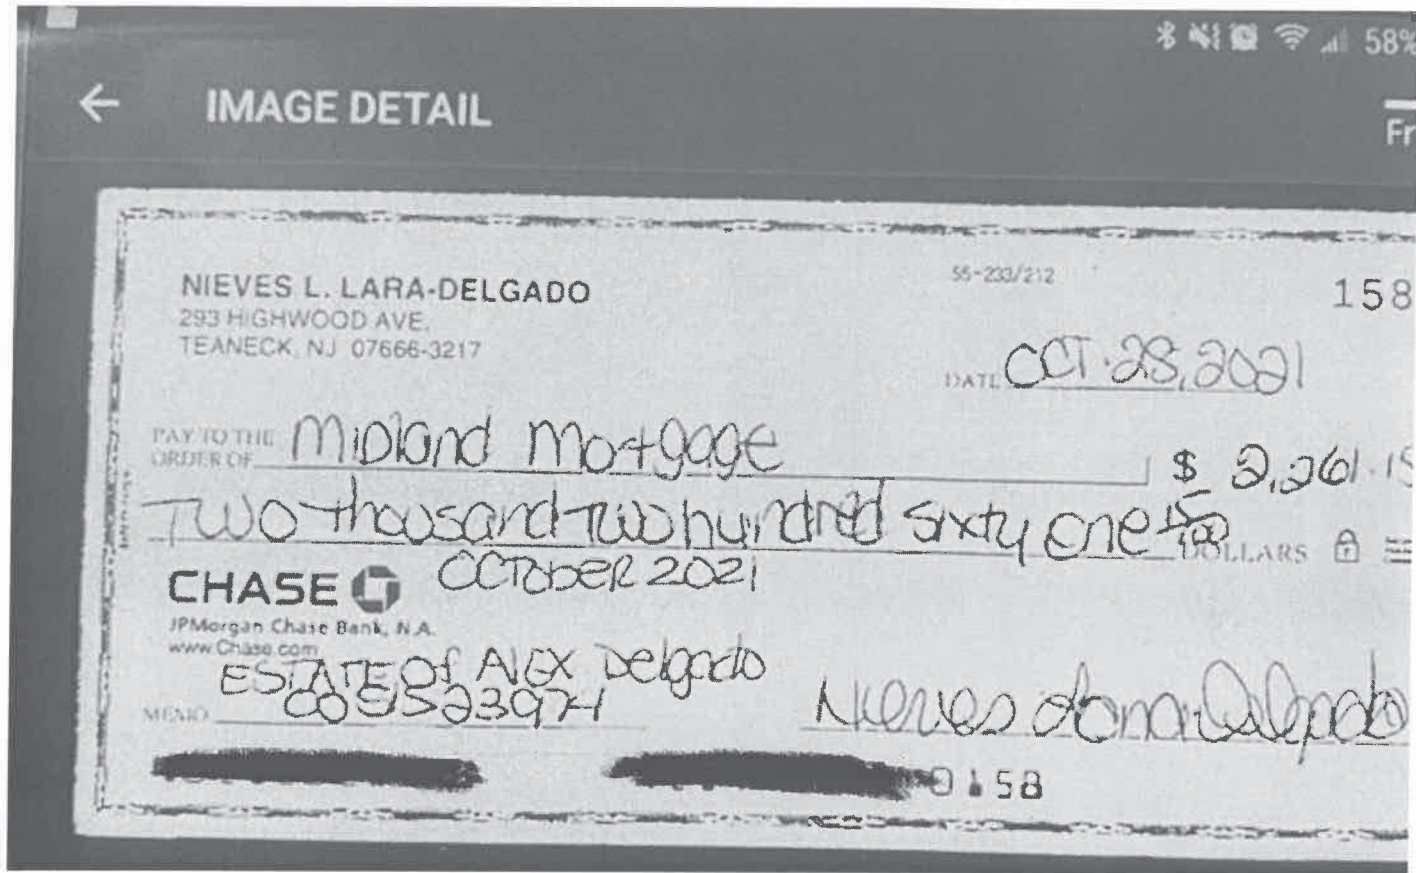 58%
IMAGE DETAIL
Fr
NIEVES L. LARA-DELGADO
293 HIGHWOOD AVE.
TEANECK, NJ 07666-3217
55-233/212
158
DATE OCT. 28, 2021
PAY TO THE
ORDER OF Midland Mortgage
$ 2,261.15
Two thousand Two hundred sixty one 15/100 DOLLARS
October 2021
CHASE
JPMorgan Chase Bank, N.A.
www.Chase.com
ESTATE OF Alex Delgado
MEMO 0055523974
Nieves Delgado
0158